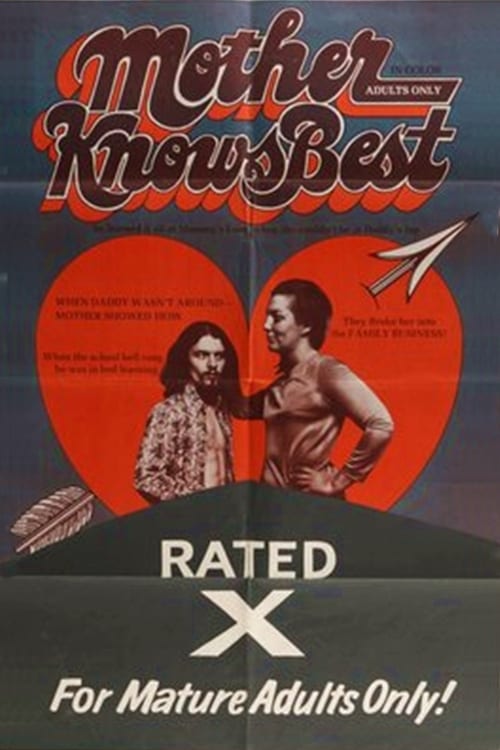 Mother
IN COLOR
ADULTS ONLY
Knows Best
WHEN DADDY WASN'T AROUND—
MOTHER SHOWED HOW
They Broke her into
the FAMILY BUSINESS!
When the school bell rang
he was in bed learning
RATED
X
For Mature Adults Only!